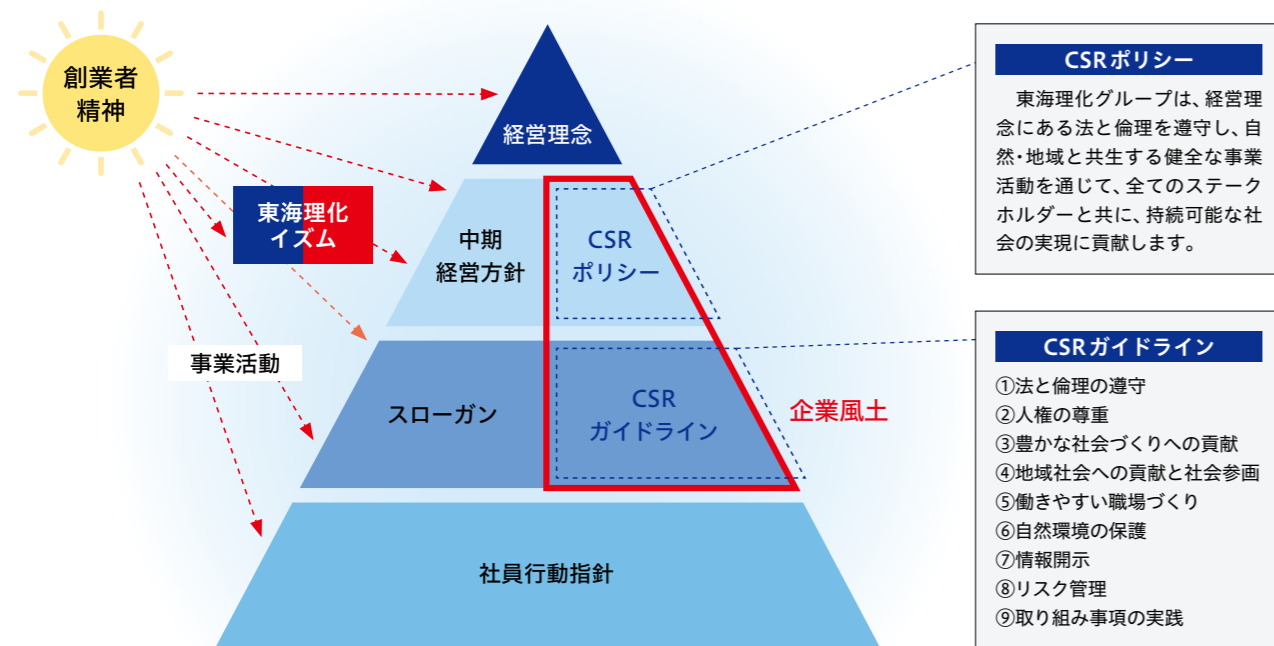 創業者
精神
経営理念
東海理化
イズム
中期
経営方針
CSR
ポリシー
事業活動
スローガン
CSR
ガイドライン
企業風土
社員行動指針
CSRポリシー
東海理化グループは、経営理
念にある法と倫理を遵守し、自
然・地域と共生する健全な事業
活動を通じて、全てのステーク
ホルダーと共に、持続可能な社
会の実現に貢献します。
CSRガイドライン
①法と倫理の遵守
②人権の尊重
③豊かな社会づくりへの貢献
④地域社会への貢献と社会参画
⑤働きやすい職場づくり
⑥自然環境の保護
⑦情報開示
⑧リスク管理
⑨取り組み事項の実践